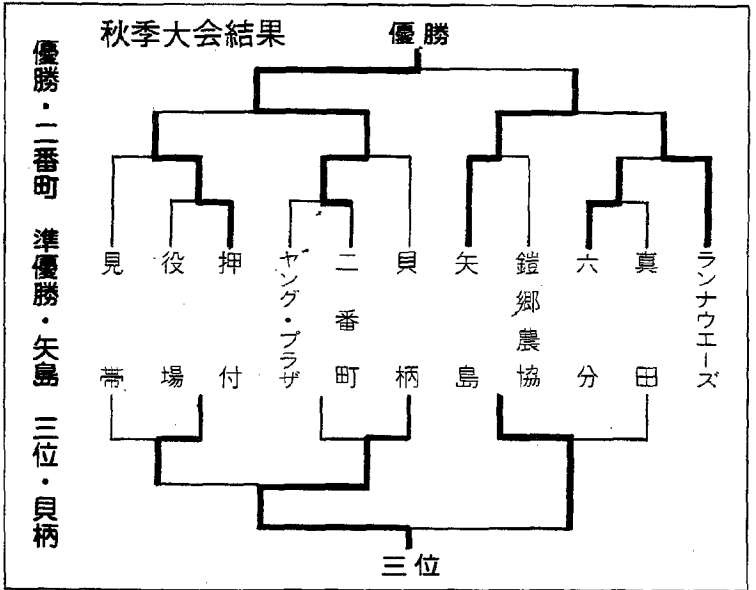 秋季大会結果
優勝
優勝・二番町 準優勝・矢島 三位・貝柄
見帯
役場
押付
ヤング・プラザ
二番町
貝柄
矢島
鎧郷農協
六分
真田
ランナウエーズ
三位